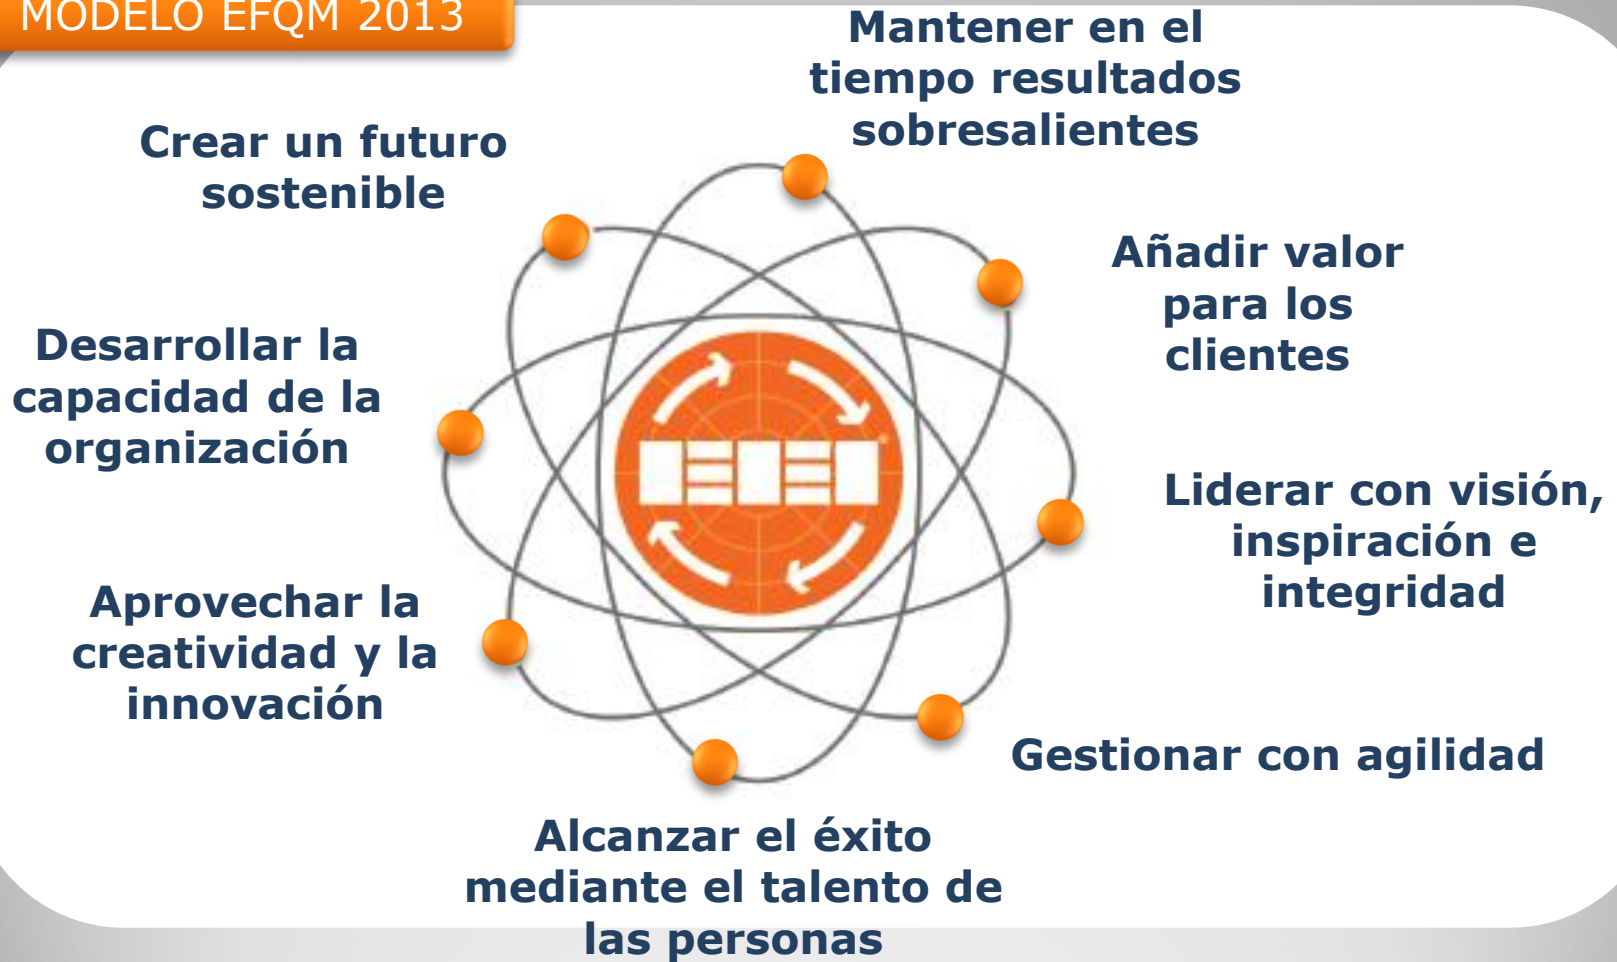 MODELO EFQM 2013
Mantener en el
tiempo resultados
sobresalientes
Crear un futuro
sostenible
Añadir valor
para los
clientes
Desarrollar la
capacidad de la
organización
Liderar con visión,
inspiración e
integridad
Aprovechar la
creatividad y la
innovación
Gestionar con agilidad
Alcanzar el éxito
mediante el talento de
las personas